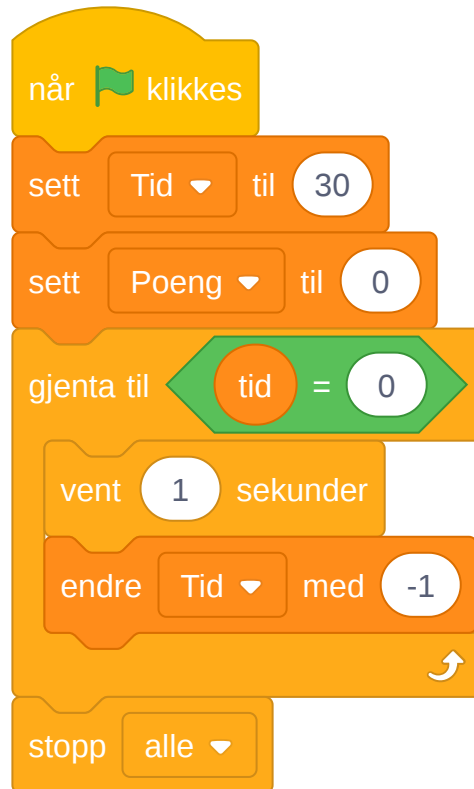 når klikkes
sett Tid til 30
sett Poeng til 0
gjenta til tid = 0
vent 1 sekunder
endre Tid med -1
stopp alle